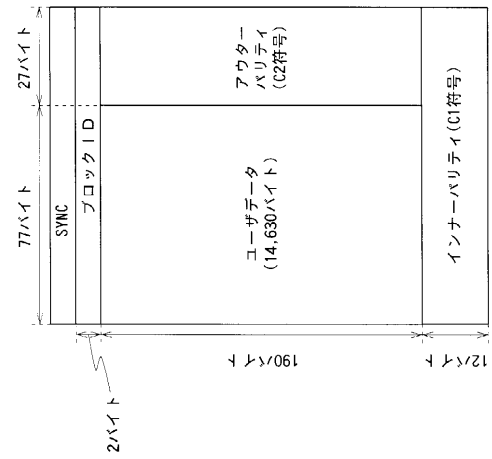 77バイト
27バイト
SYNC
ブロックID
2バイト
ユーザデータ
(14,630バイト)
アウター
パリティ
(C2符号)
190バイト
インナーパリティ(C1符号)
12バイト